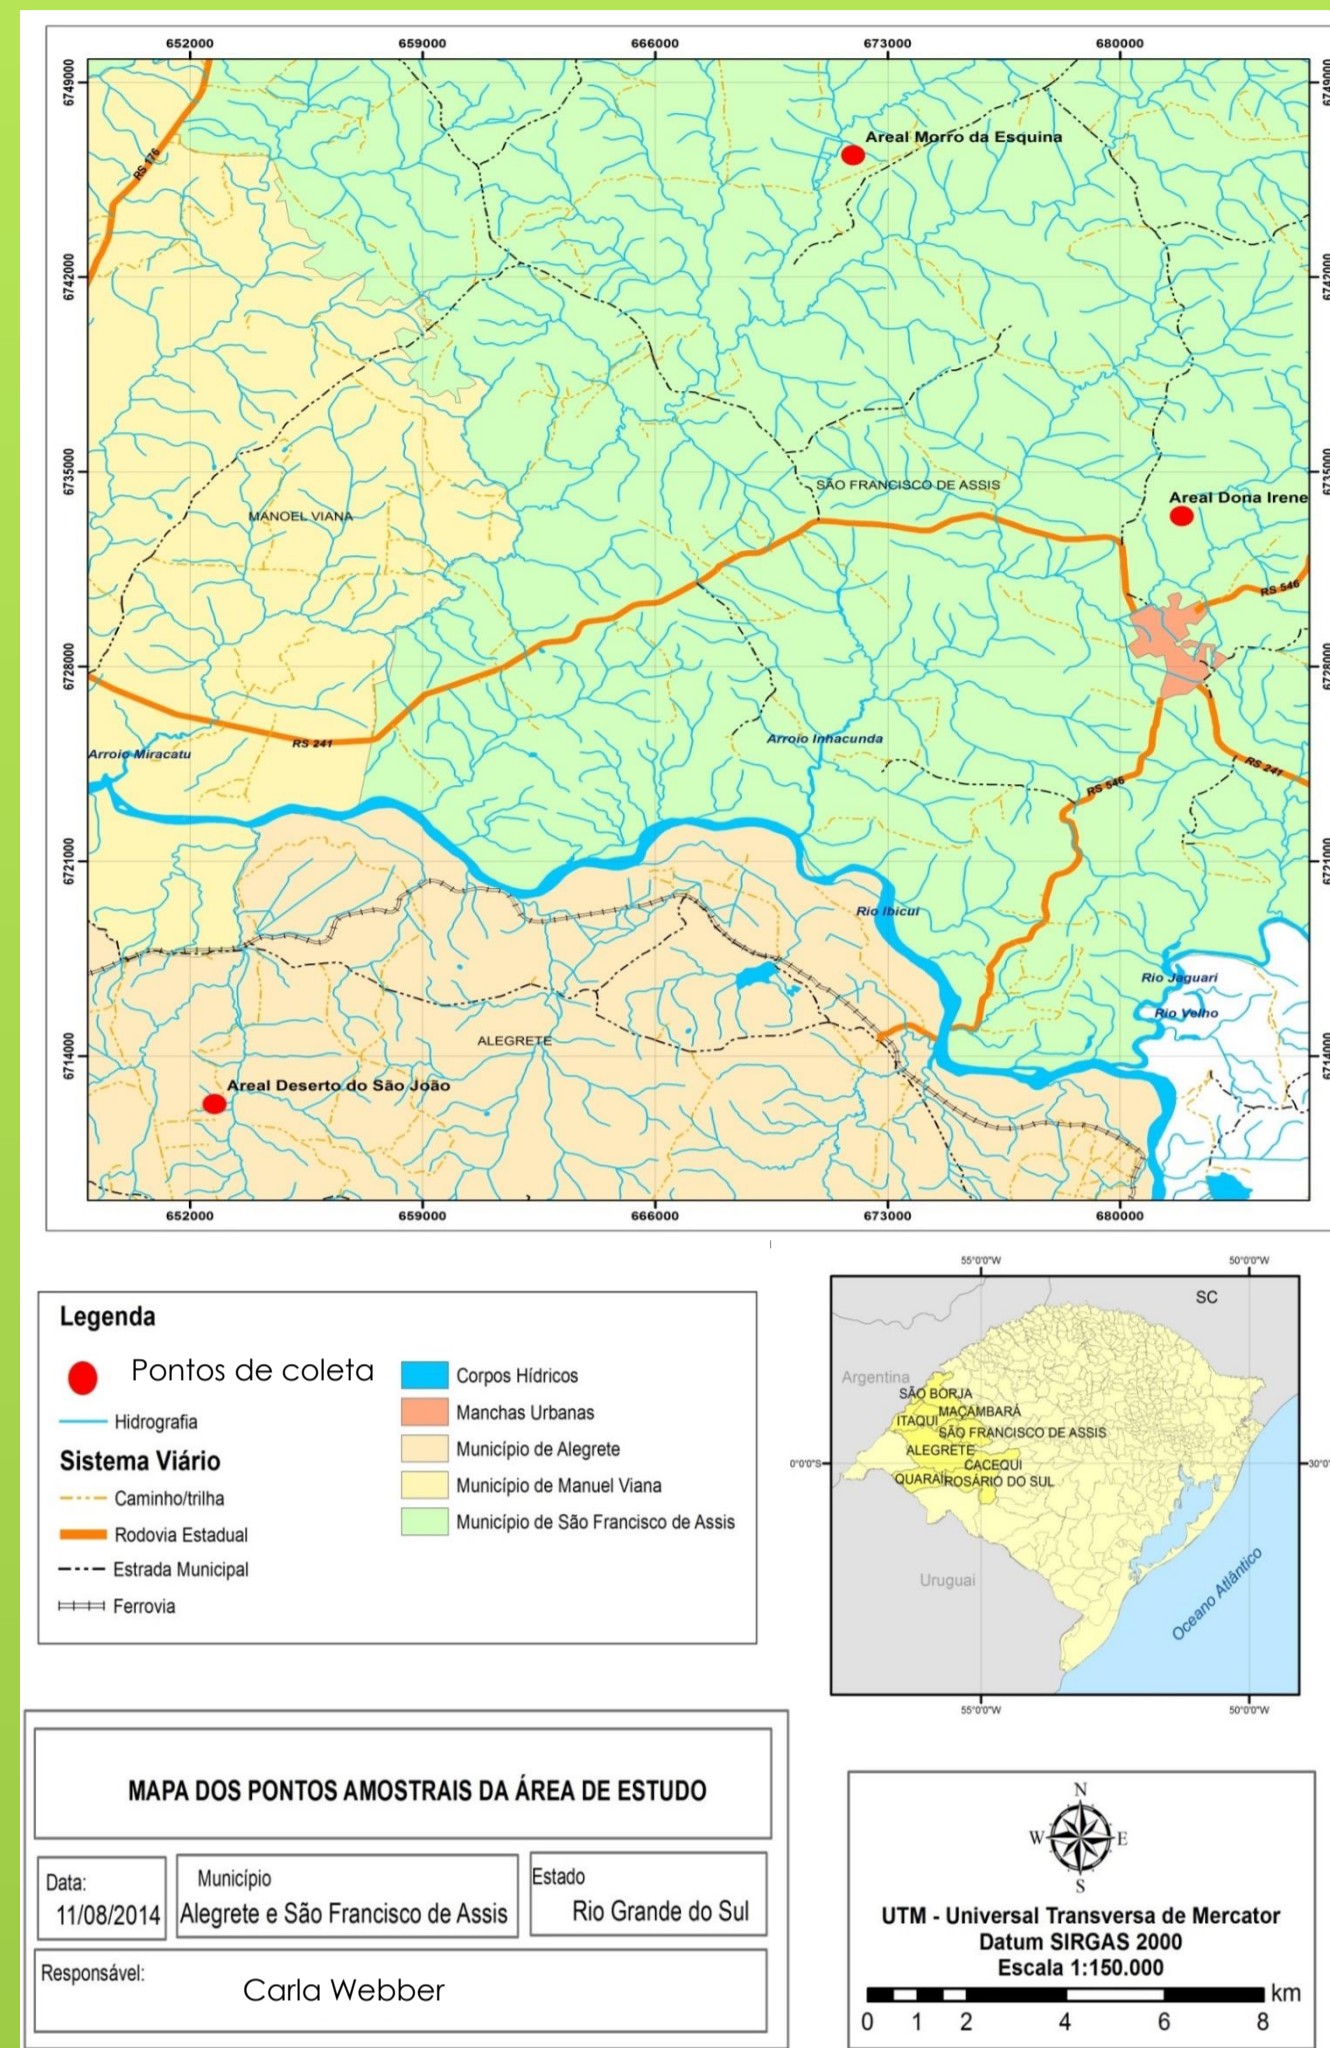 652000 659000 666000 673000 680000
6749000 6749000
Areal Morro da Esquina
RS 176
6742000 6742000
6735000 6735000
SÃO FRANCISCO DE ASSIS
Areal Dona Irene
MANOEL VIANA
RS 546
6728000 6728000
Arroio Inhacunda
RS 241
Arroio Miracatu
RS 241
RS 546
6721000 6721000
Rio Ibicuí
Rio Jaguari
Rio Velho
ALEGRETE
6714000 6714000
Areal Deserto do São João
652000 659000 666000 673000 680000
Legenda
Pontos de coleta
Hidrografia
Sistema Viário
Caminho/trilha
Rodovia Estadual
Estrada Municipal
Ferrovia
Corpos Hídricos
Manchas Urbanas
Município de Alegrete
Município de Manuel Viana
Município de São Francisco de Assis
55°0'0"W 50°0'0"W
SC
Argentina
SÃO BORJA
MAÇAMBARÁ
ITAQUI
SÃO FRANCISCO DE ASSIS
ALEGRETE
CACEQUI
0°0'0"S
QUARAÍ
ROSÁRIO DO SUL
Uruguai
Oceano Atlântico
55°0'0"W 50°0'0"W
MAPA DOS PONTOS AMOSTRAIS DA ÁREA DE ESTUDO
Data:
11/08/2014
Município
Alegrete e São Francisco de Assis
Estado
Rio Grande do Sul
Responsável:
Carla Webber
N
W E
S
UTM - Universal Transversa de Mercator
Datum SIRGAS 2000
Escala 1:150.000
km
0 1 2 4 6 8